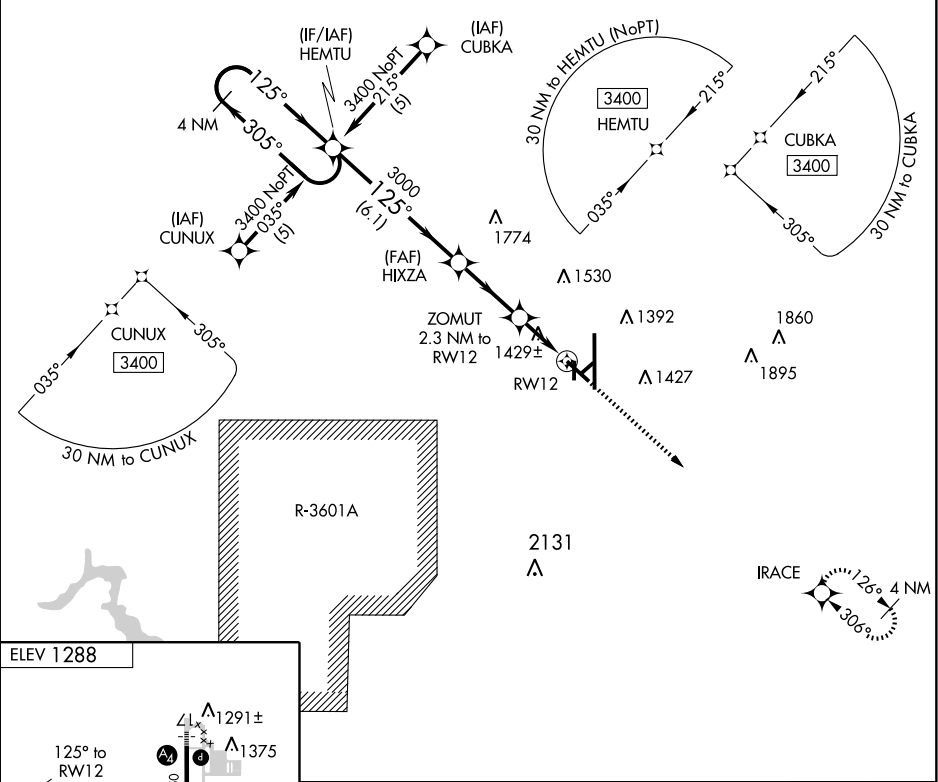 (IF/IAF)
HEMTU
(IAF)
CUBKA
30 NM to HEMTU (NoPT)
215°
3400
HEMTU
035°
215°
CUBKA
3400
305°
30 NM to CUBKA
125°
4 NM
305°
3400 NoPT
215°
(5)
3400 NoPT
035°
(5)
(IAF)
CUNUX
3000
125°
(6.1)
1774
(FAF)
HIXZA
1530
ZOMUT
2.3 NM to
RW12
1429±
RW12
1392
1427
1860
1895
CUNUX
3400
035°
305°
30 NM to CUNUX
R-3601A
2131
IRACE
126°
306°
4 NM
ELEV 1288
125° to
RW12
17
A4
1291±
1375